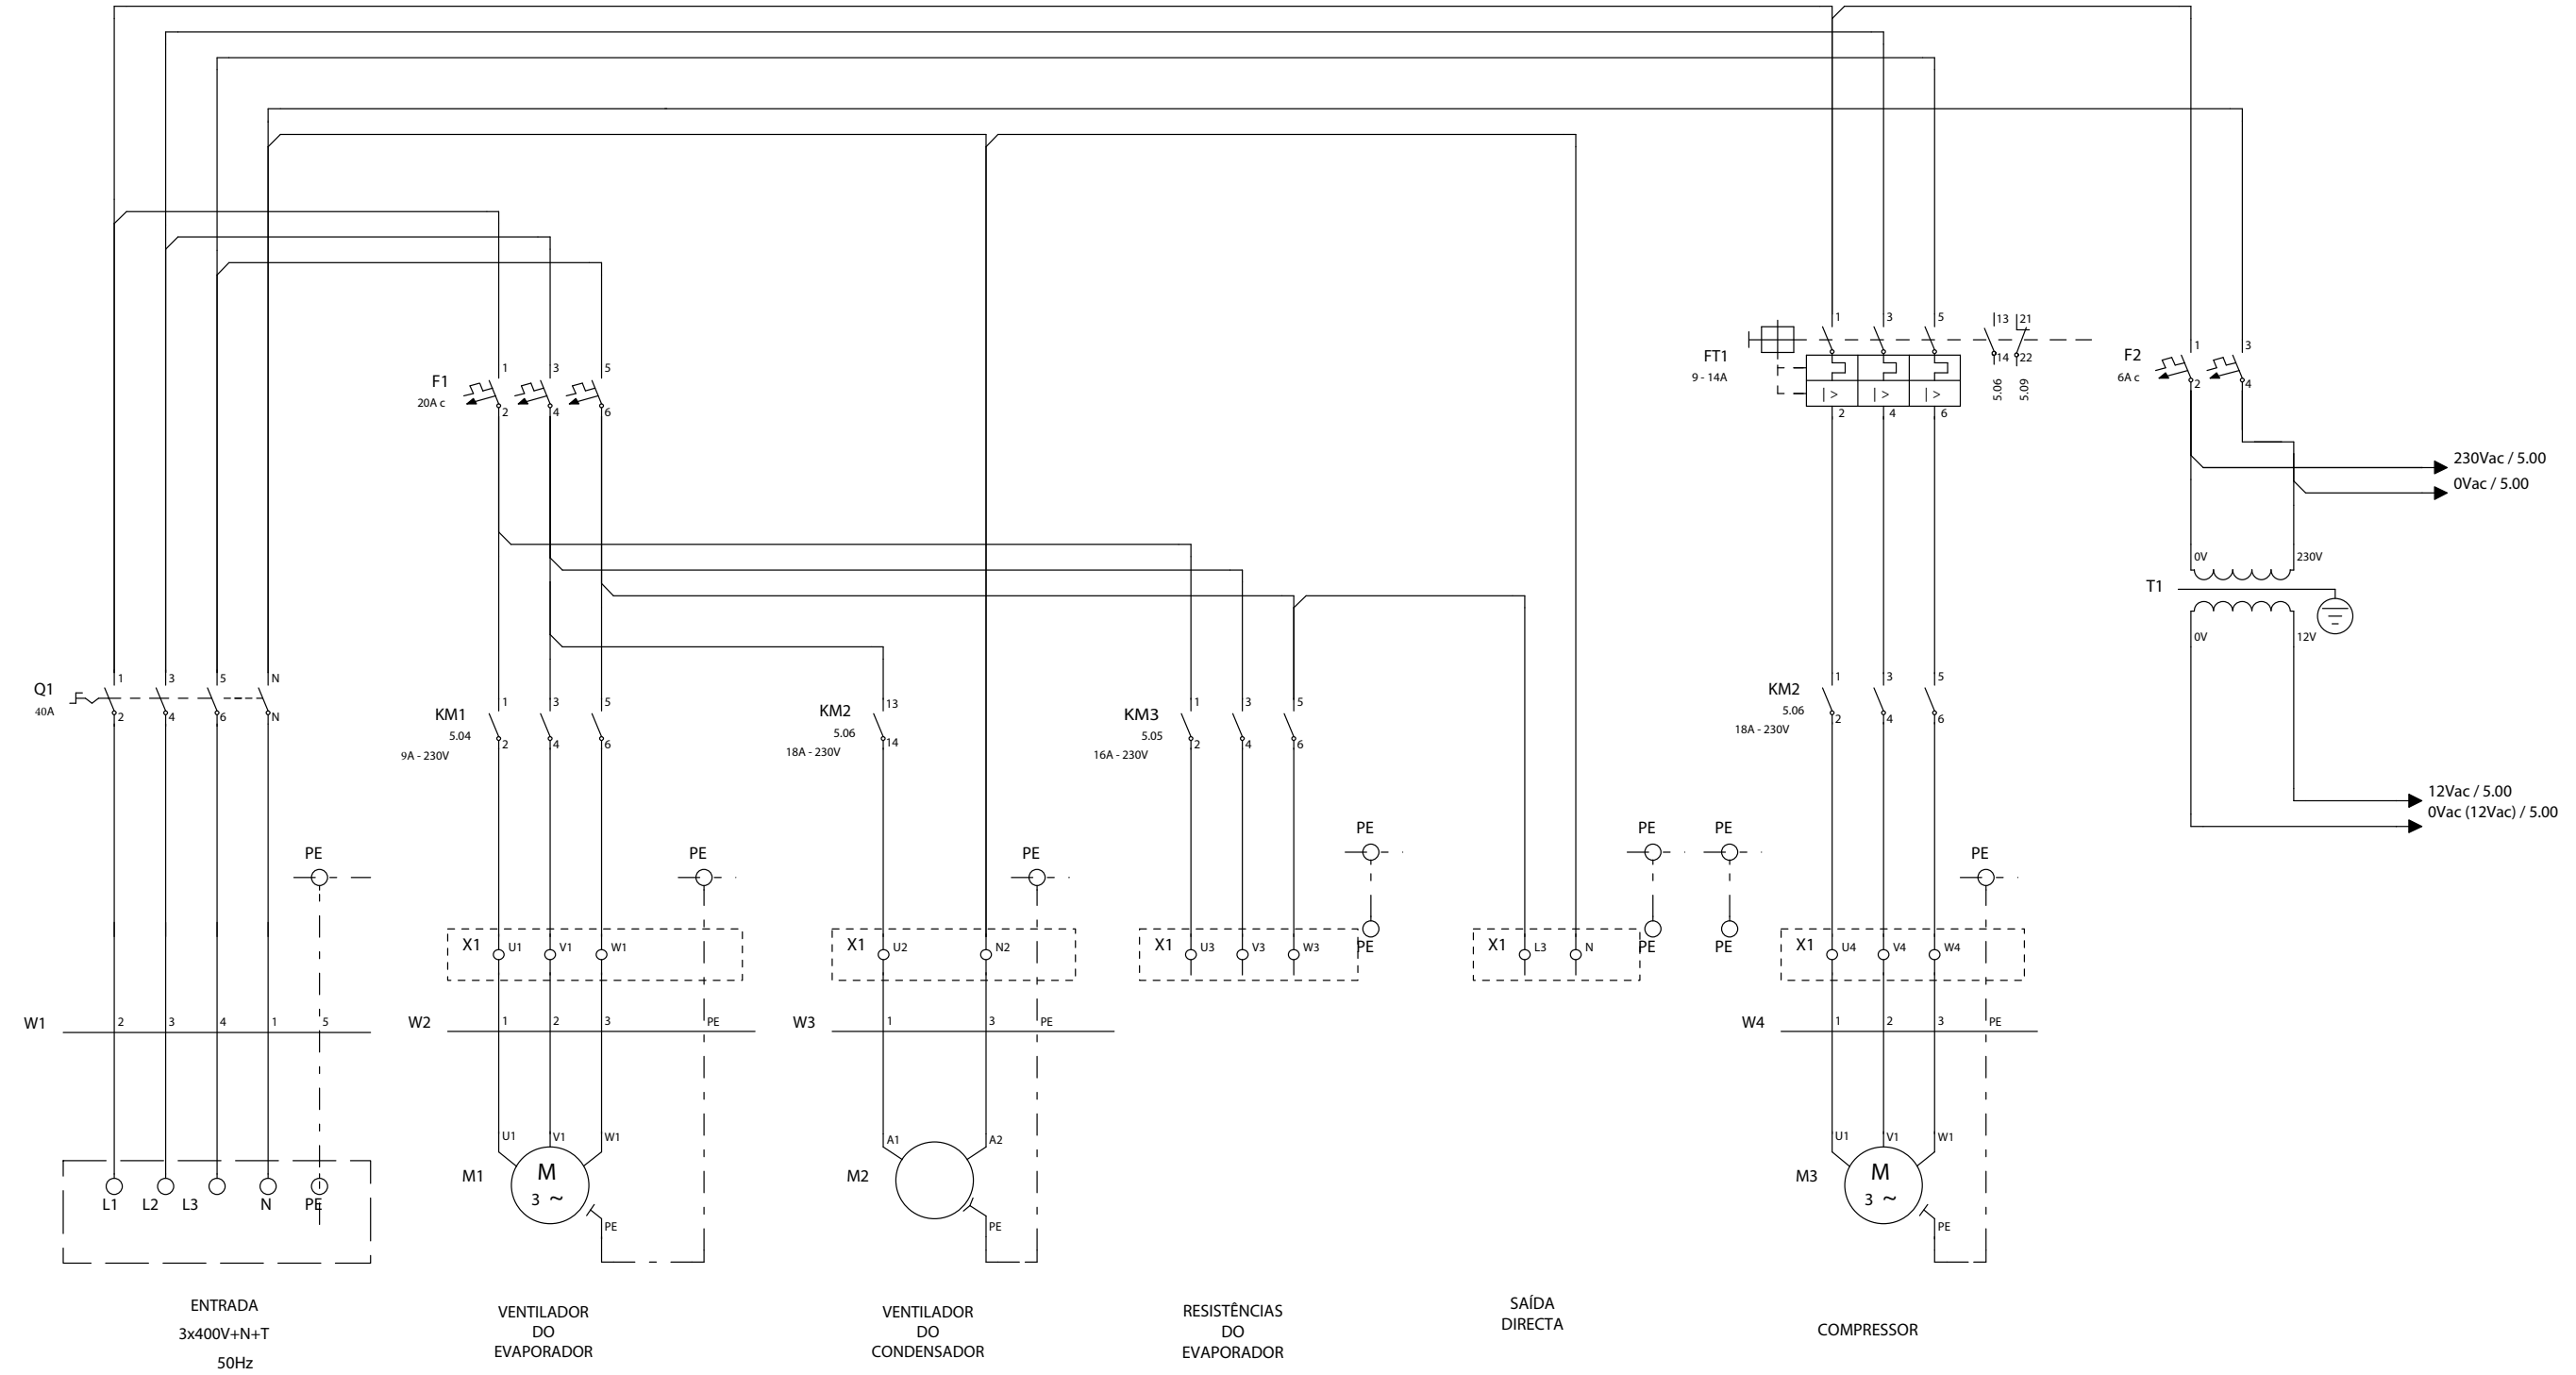 1 3 5 13 21
FT1
9 - 14A
14 22
5.06 5.09
2 4 6
1 3
F2
6A c
2 4
1 3 5
F1
20A c
2 4 6
230Vac / 5.00
0Vac / 5.00
0V 230V
T1
0V 12V
1 3 5 N
Q1
40A
2 4 6 N
1 3 5
KM1
5.04
9A - 230V
2 4 6
13
KM2
5.06
18A - 230V
14
1 3 5
KM3
5.05
16A - 230V
2 4 6
1 3 5
KM2
5.06
18A - 230V
2 4 6
12Vac / 5.00
0Vac (12Vac) / 5.00
PE PE PE
PE PE PE PE
X1 U1 V1 W1
X1 U2 N2
X1 U3 V3 W3 PE
X1 L3 N PE
PE
X1 U4 V4 W4
W1 2 3 4 1 5
W2 1 2 3 PE
W3 1 3 PE
W4 1 2 3 PE
L1 L2 L3 N PE
U1 V1 W1
M1
M
3 ~
PE
A1 A2
M2
PE
U1 V1 W1
M3
M
3 ~
PE
ENTRADA
3x400V+N+T
50Hz
VENTILADOR
DO
EVAPORADOR
VENTILADOR
DO
CONDENSADOR
RESISTÊNCIAS
DO
EVAPORADOR
SAÍDA
DIRECTA
COMPRESSOR
| > | > | >